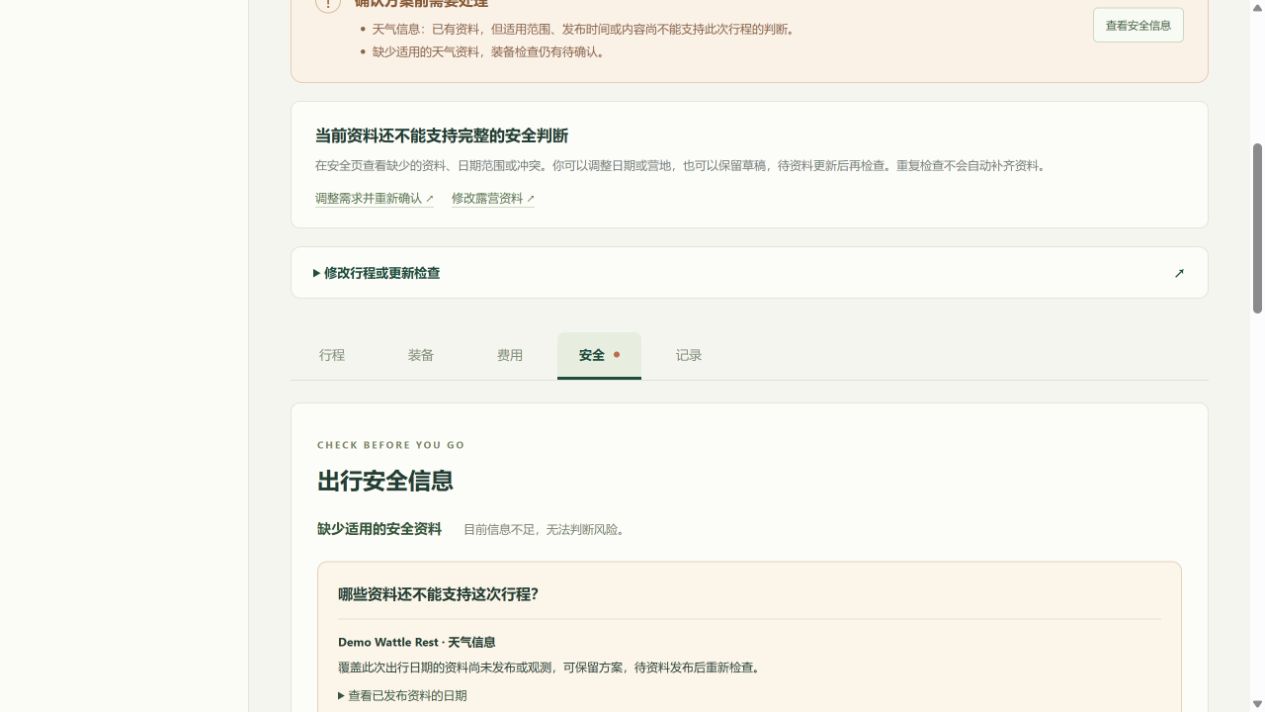 确认方案前需要处理
• 天气信息：已有资料，但适用范围、发布时间或内容尚不能支持此次行程的判断。
• 缺少适用的天气资料，装备检查仍有待确认。
查看安全信息
当前资料还不能支持完整的安全判断
在安全页查看缺少的资料、日期范围或冲突。你可以调整日期或营地，也可以保留草稿，待资料更新后再检查。重复检查不会自动补齐资料。
调整需求并重新确认 ↗ 修改露营资料 ↗
▶ 修改行程或更新检查 ↗
行程 装备 费用 安全 • 记录
CHECK BEFORE YOU GO
出行安全信息
缺少适用的安全资料 目前信息不足，无法判断风险。
哪些资料还不能支持这次行程？
Demo Wattle Rest · 天气信息
覆盖此次出行日期的资料尚未发布或观测，可保留方案，待资料发布后重新检查。
▶ 查看已发布资料的日期